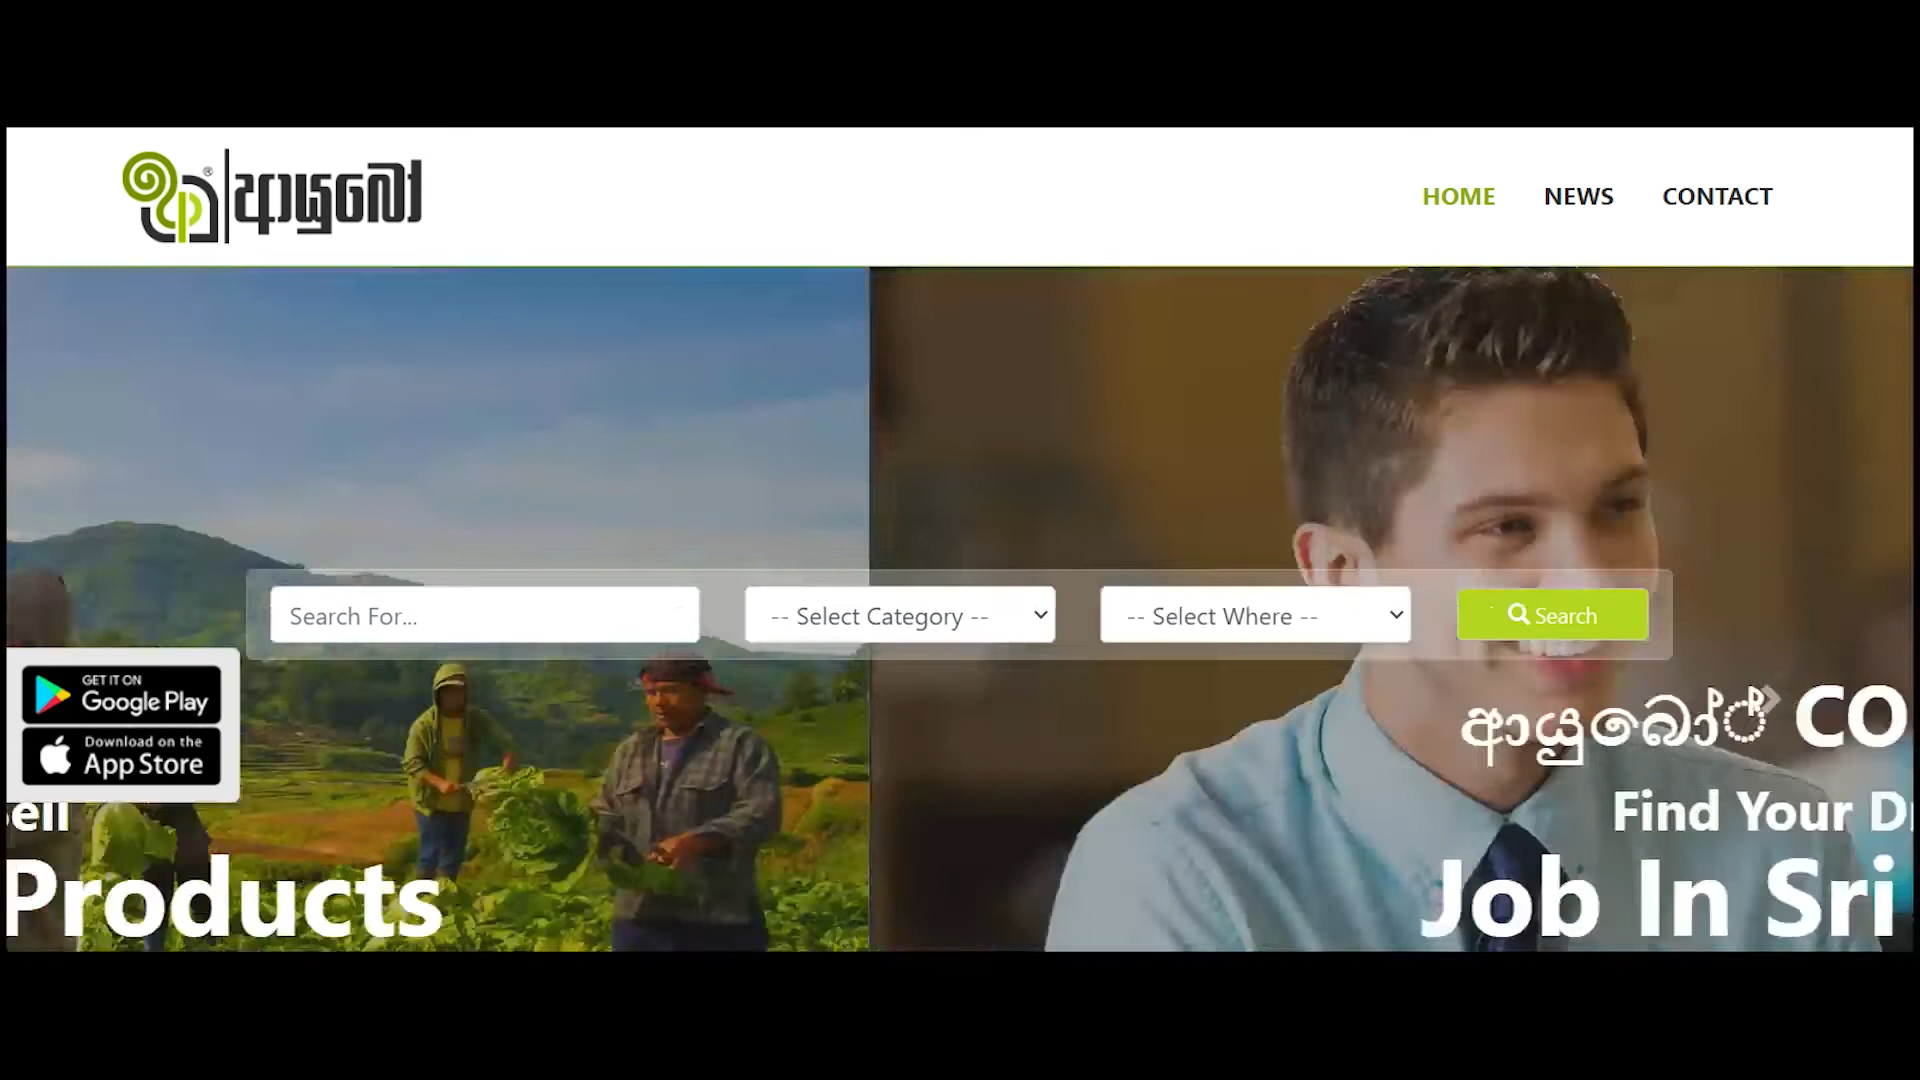 ® ආයුබෝ
HOME NEWS CONTACT
Search For...
-- Select Category --
-- Select Where --
Search
GET IT ON
Google Play
Download on the
App Store
ell
Products
ආයුබෝ් CO
Find Your D
Job In Sri